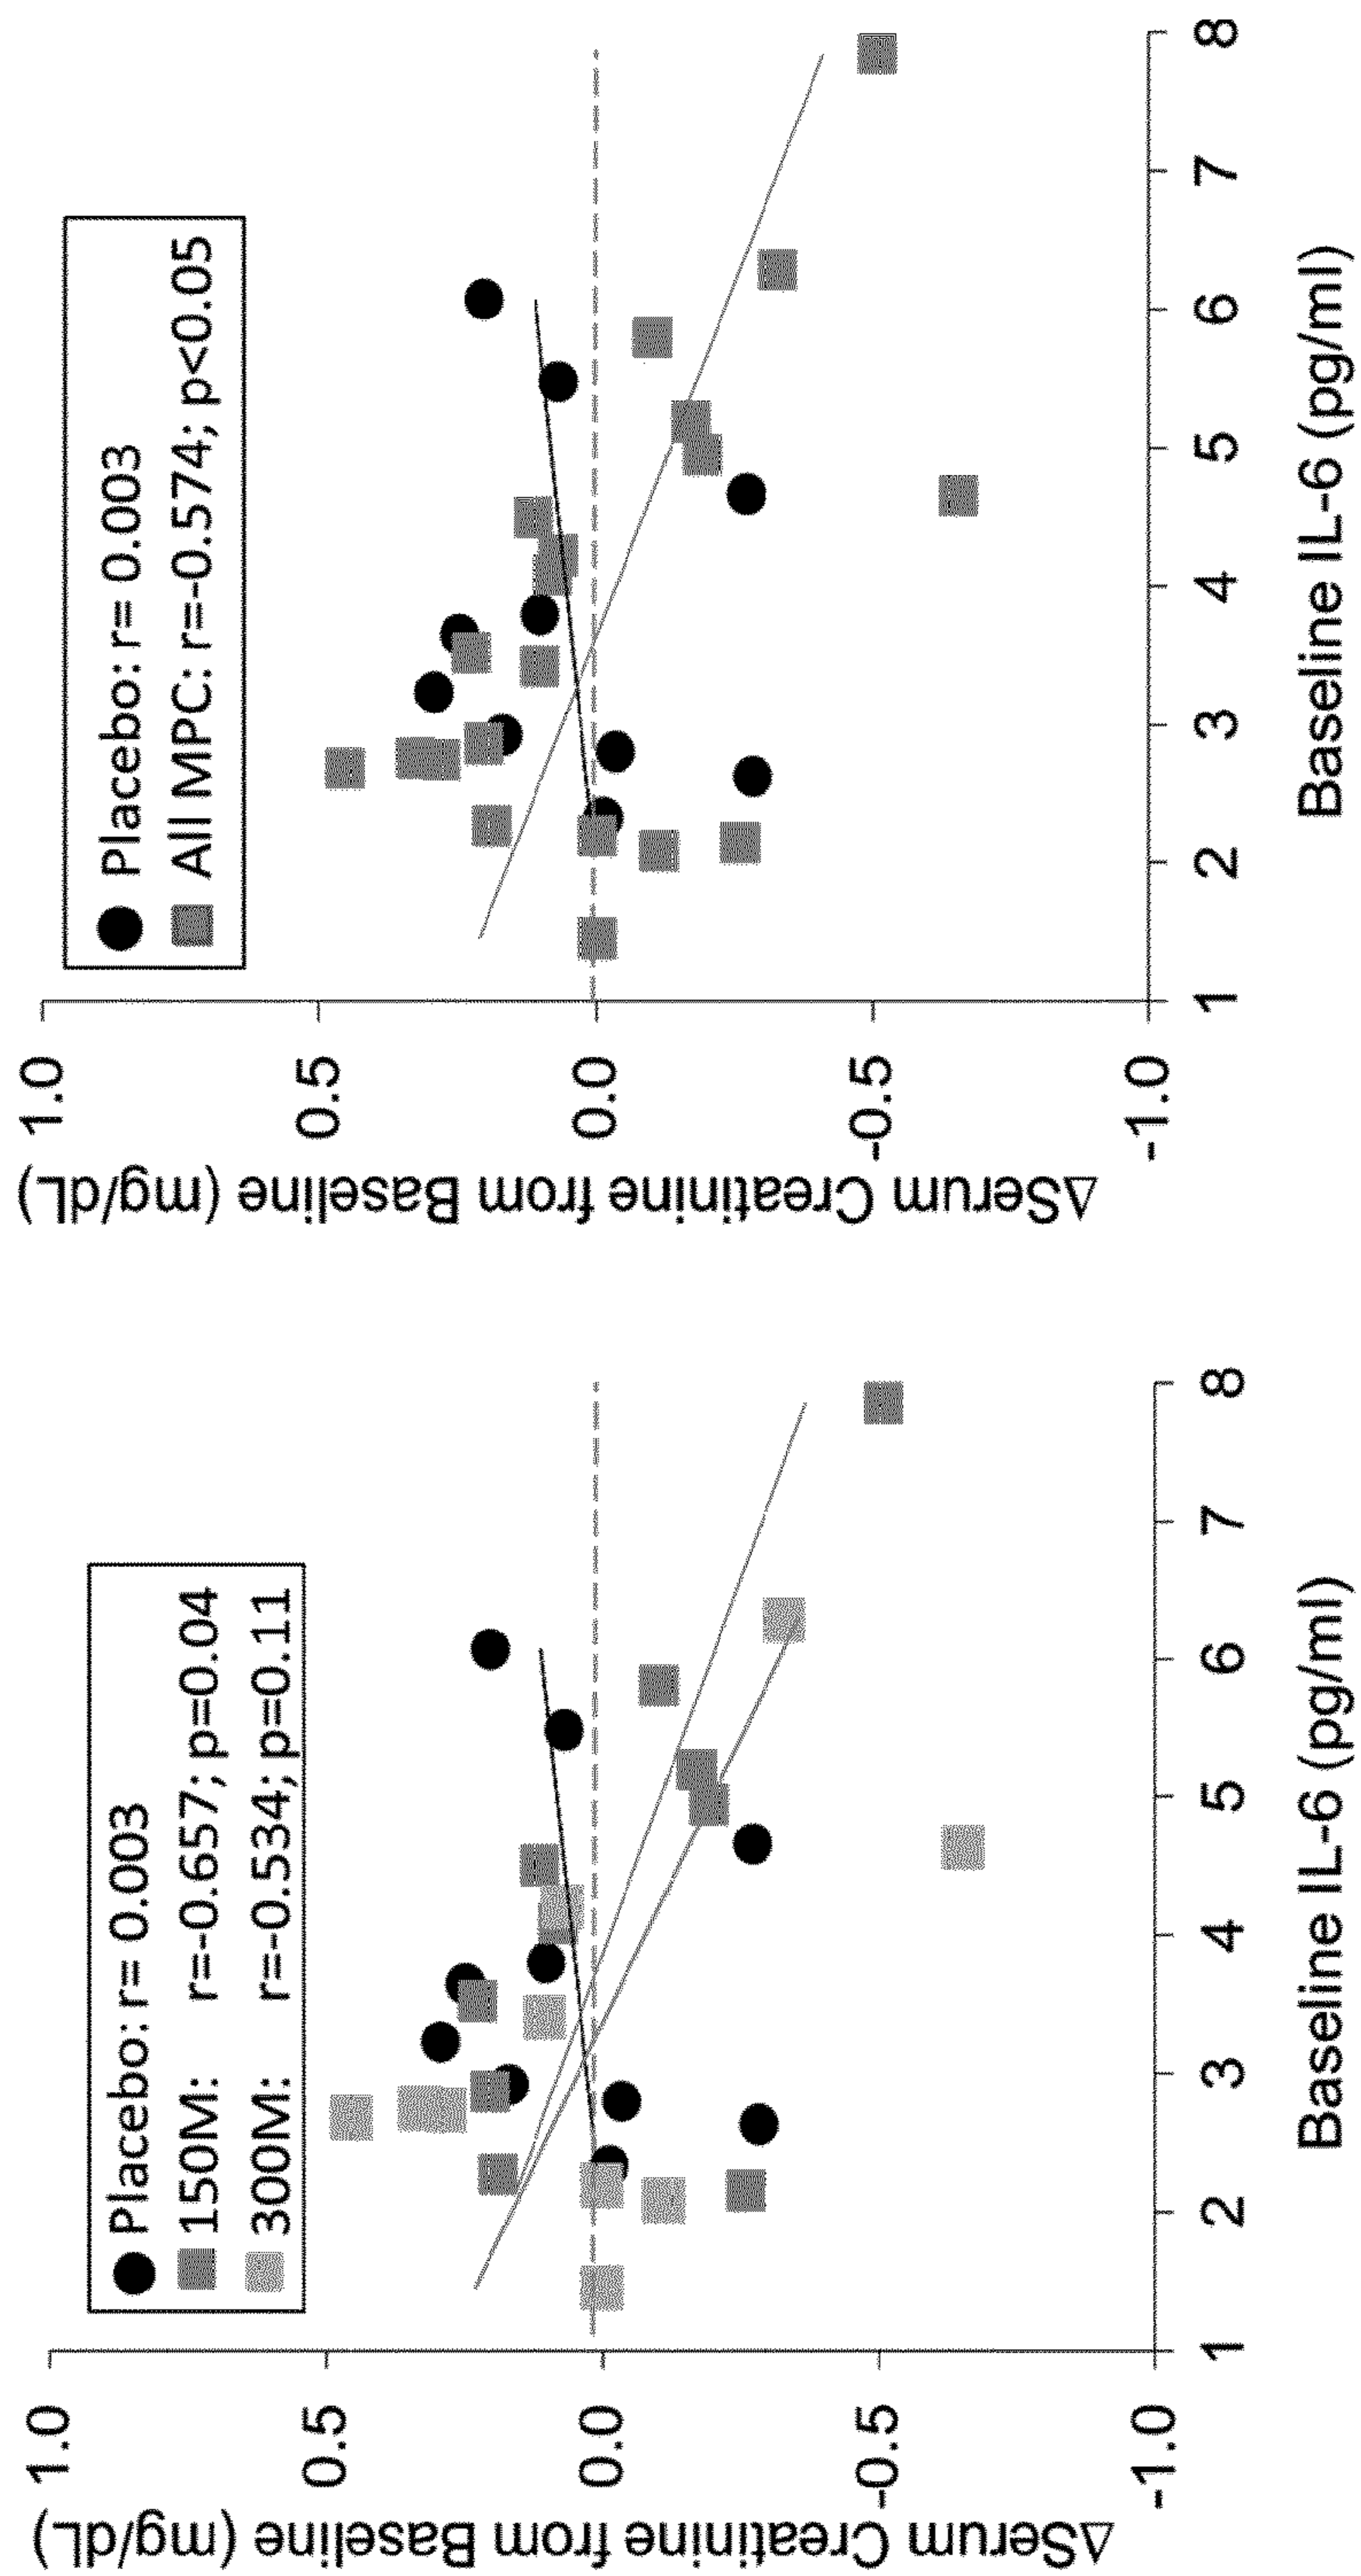 1.0
0.5
0.0
-0.5
-1.0
ΔSerum Creatinine from Baseline (mg/dL)
Placebo: r= 0.003
150M: r=-0.657; p=0.04
300M: r=-0.534; p=0.11
1 2 3 4 5 6 7 8
Baseline IL-6 (pg/ml)
1.0
0.5
0.0
-0.5
-1.0
ΔSerum Creatinine from Baseline (mg/dL)
Placebo: r= 0.003
All MPC: r=-0.574; p<0.05
1 2 3 4 5 6 7 8
Baseline IL-6 (pg/ml)